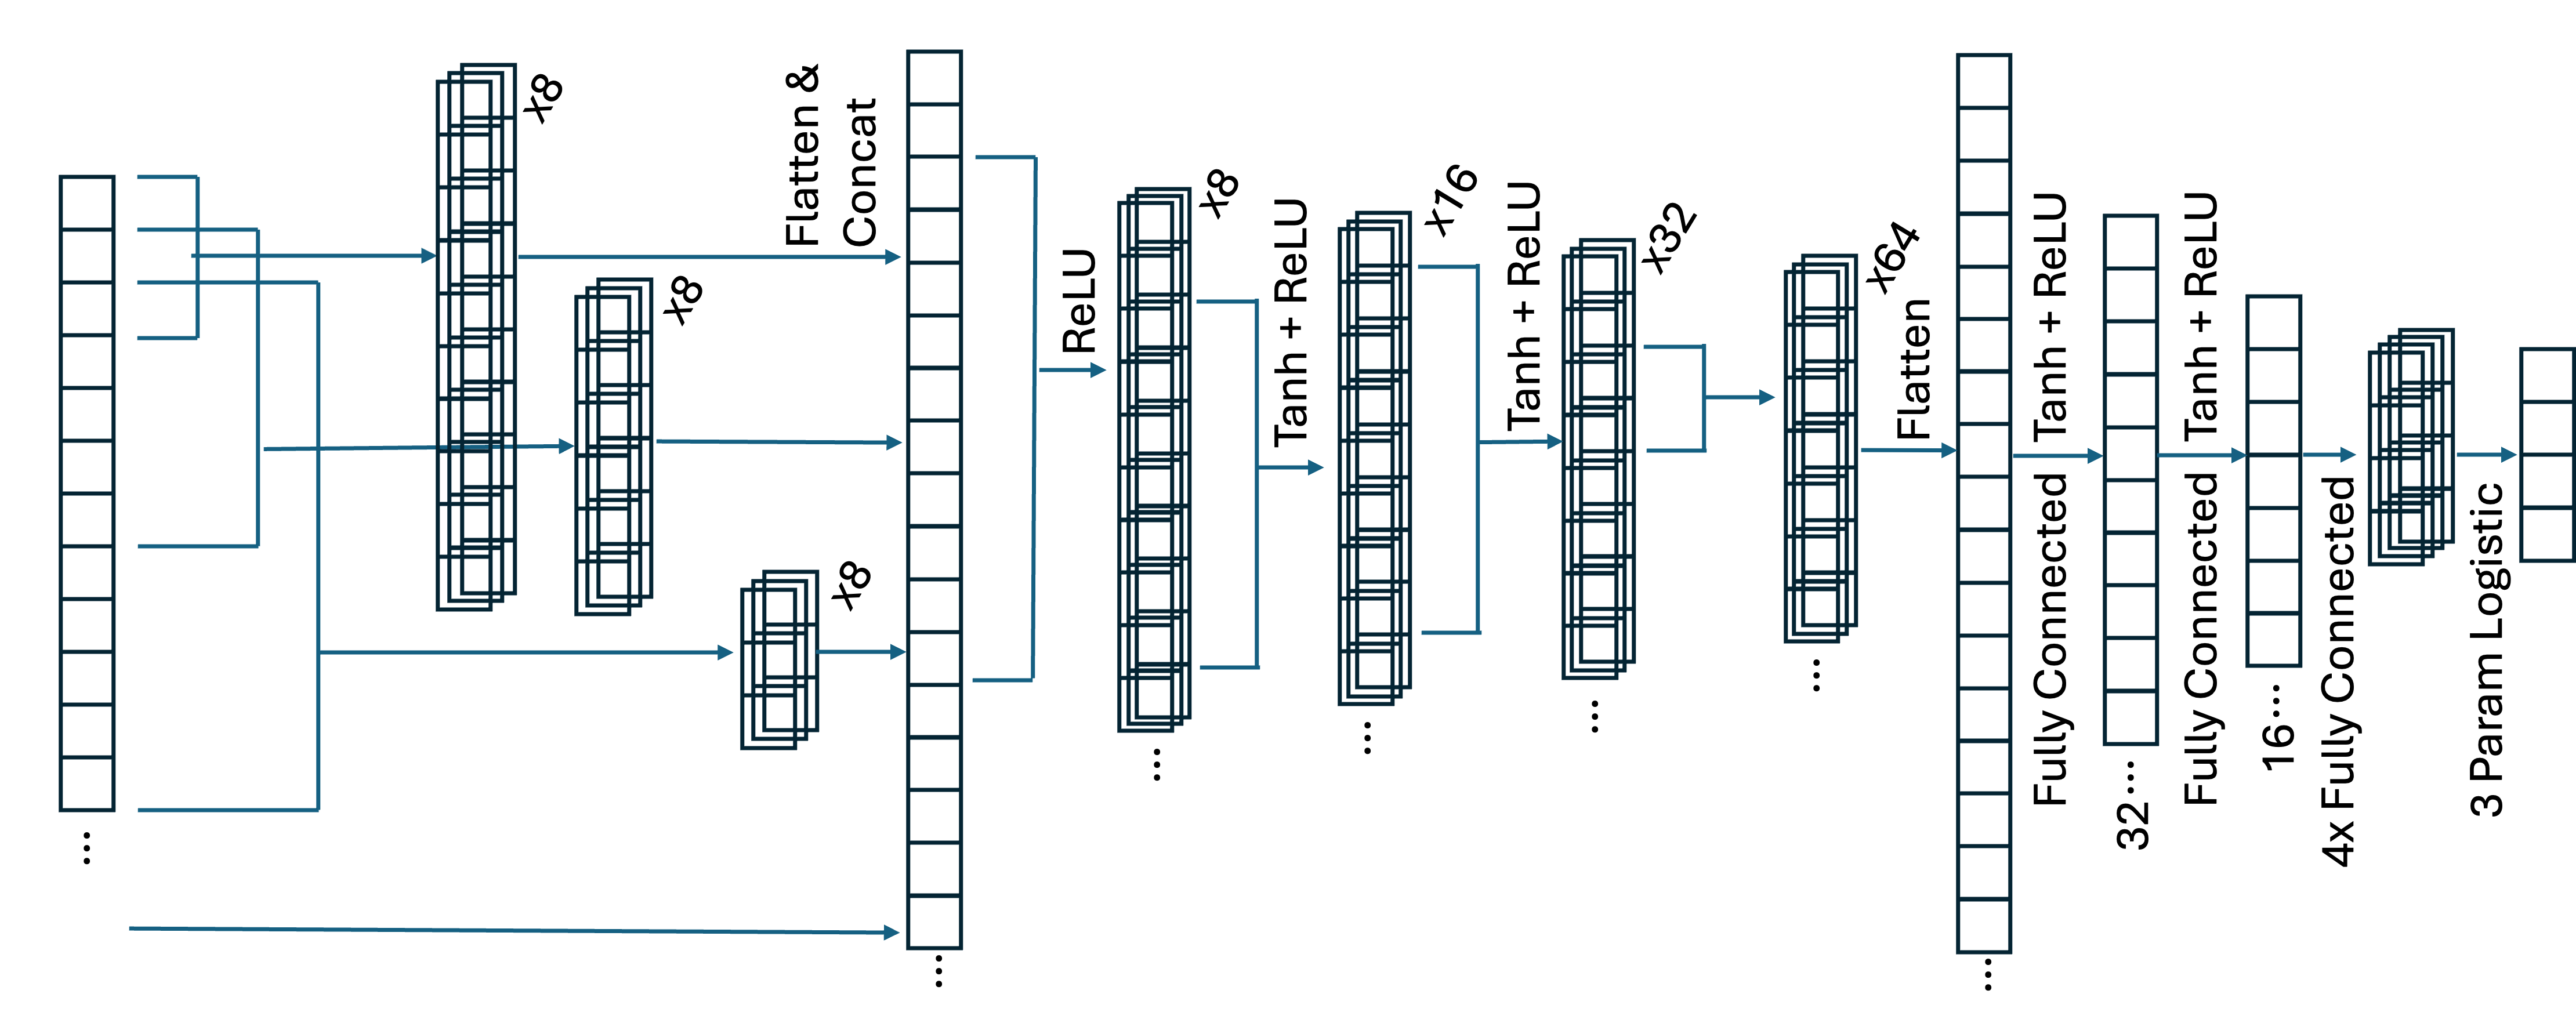 x8
x8
x8
Flatten &
Concat
ReLU
x8
Tanh + ReLU
x16
Tanh + ReLU
x32
x64
Flatten
Fully Connected Tanh + ReLU
32...
Fully Connected Tanh + ReLU
16...
4x Fully Connected
3 Param Logistic